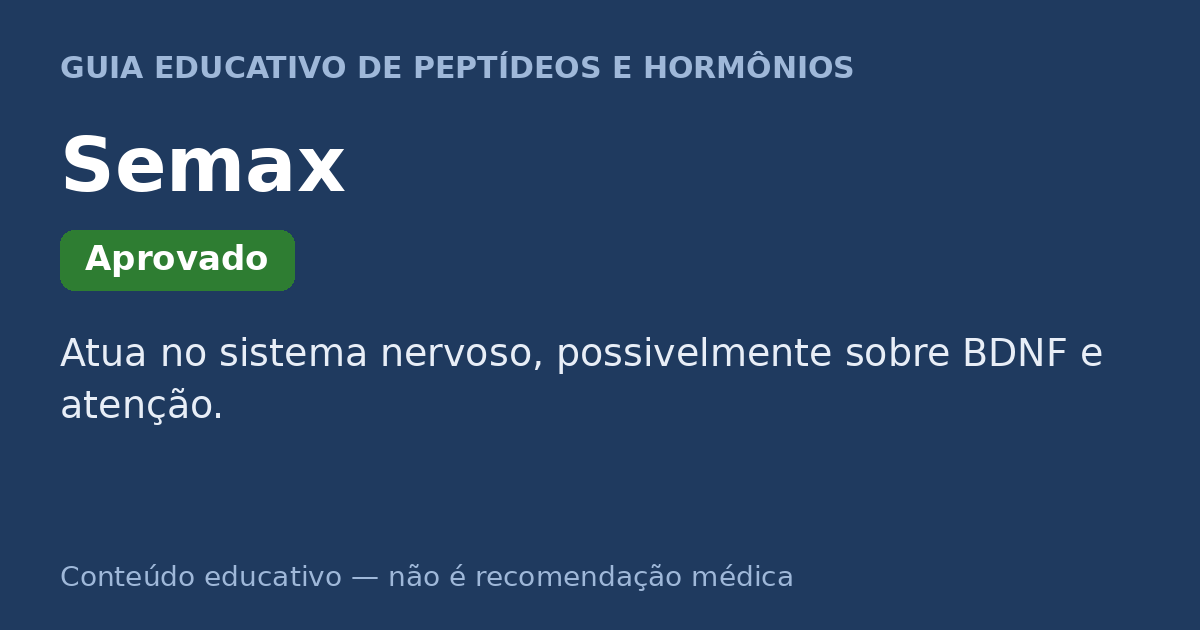 GUIA EDUCATIVO DE PEPTÍDEOS E HORMÔNIOS
Semax
Aprovado
Atua no sistema nervoso, possivelmente sobre BDNF e
atenção.
Conteúdo educativo — não é recomendação médica